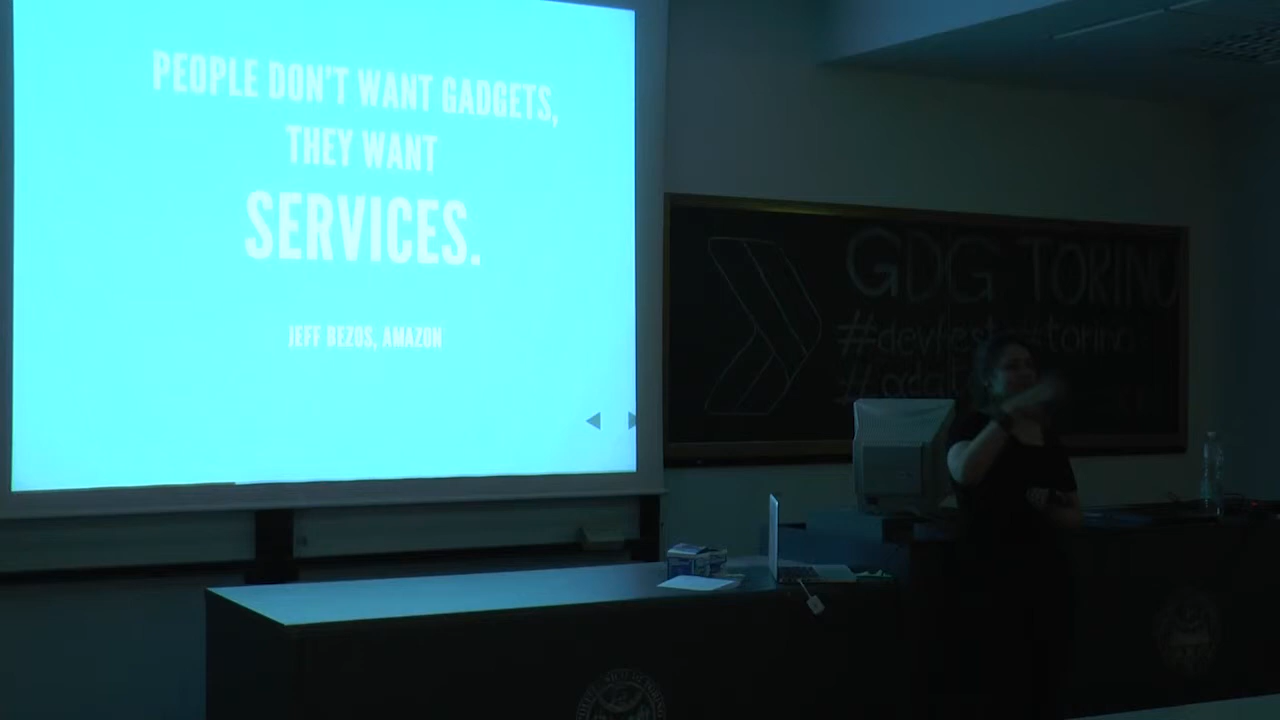 PEOPLE DON'T WANT GADGETS,
THEY WANT
SERVICES.
JEFF BEZOS, AMAZON
GDG TORINO
#devfest
torino